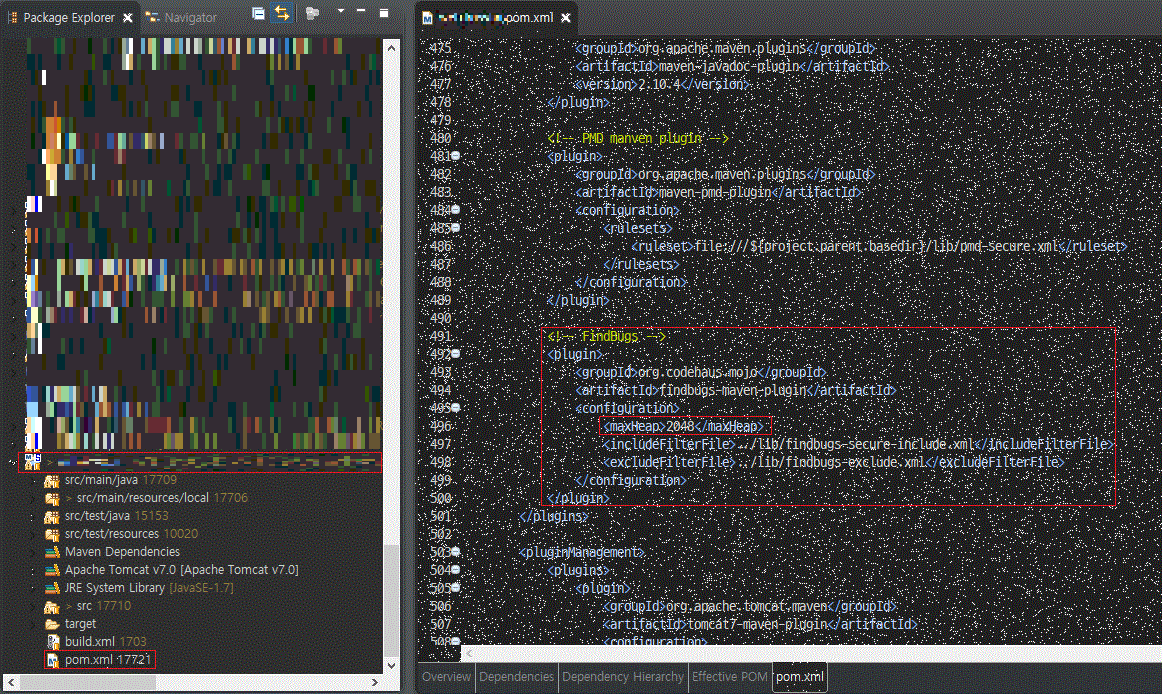 Package Explorer
Navigator
src/main/java 17709
> src/main/resources/local 17706
src/test/java 15153
src/test/resources 10020
Maven Dependencies
Apache Tomcat v7.0 [Apache Tomcat v7.0]
JRE System Library [JavaSE-1.7]
> src 17710
target
build.xml 1703
pom.xml 17721
pom.xml
475 <groupId>org.apache.maven.plugins</groupId>
476 <artifactId>maven-javadoc-plugin</artifactId>
477 <version>2.10.4</version>
478 </plugin>
479
480 <!-- PMD manven plugin -->
481 <plugin>
482 <groupId>org.apache.maven.plugins</groupId>
483 <artifactId>maven-pmd-plugin</artifactId>
484 <configuration>
485 <rulesets>
486 <ruleset>file:///${project.parent.basedir}/lib/pmd-secure.xml</ruleset>
487 </rulesets>
488 </configuration>
489 </plugin>
490
491 <!-- FindBugs -->
492 <plugin>
493 <groupId>org.codehaus.mojo</groupId>
494 <artifactId>findbugs-maven-plugin</artifactId>
495 <configuration>
496 <maxHeap>2048</maxHeap>
497 <includeFilterFile>../lib/findbugs-secure-include.xml</includeFilterFile>
498 <excludeFilterFile>../lib/findbugs-exclude.xml</excludeFilterFile>
499 </configuration>
500 </plugin>
501 </plugins>
502
503 <pluginManagement>
504 <plugins>
505 <plugin>
506 <groupId>org.apache.tomcat.maven</groupId>
507 <artifactId>tomcat7-maven-plugin</artifactId>
508 <configuration>
Overview Dependencies Dependency Hierarchy Effective POM pom.xml